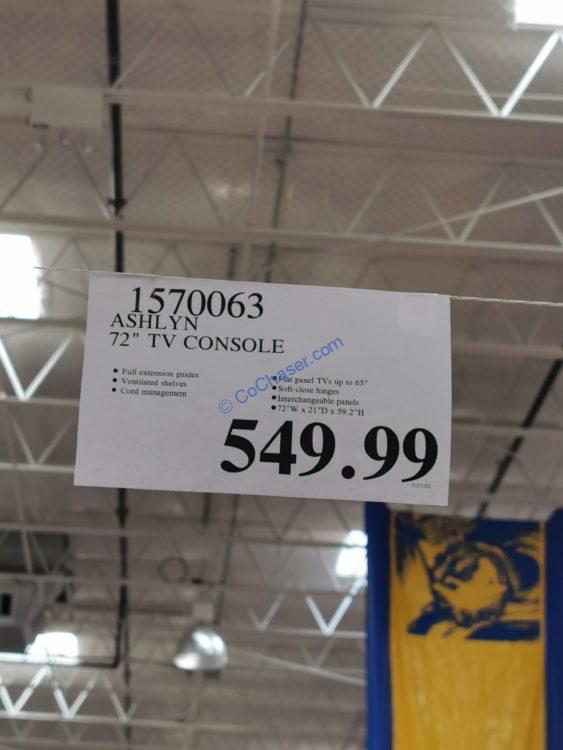 1570063
ASHLYN
72" TV CONSOLE
• Full extension guides
• Ventilated shelves
• Cord management
• Flat panel TVs up to 65"
• Soft-close hinges
• Interchangeable panels
• 72"W x 21"D x 59.2"H
© CoChaser.com
549.99